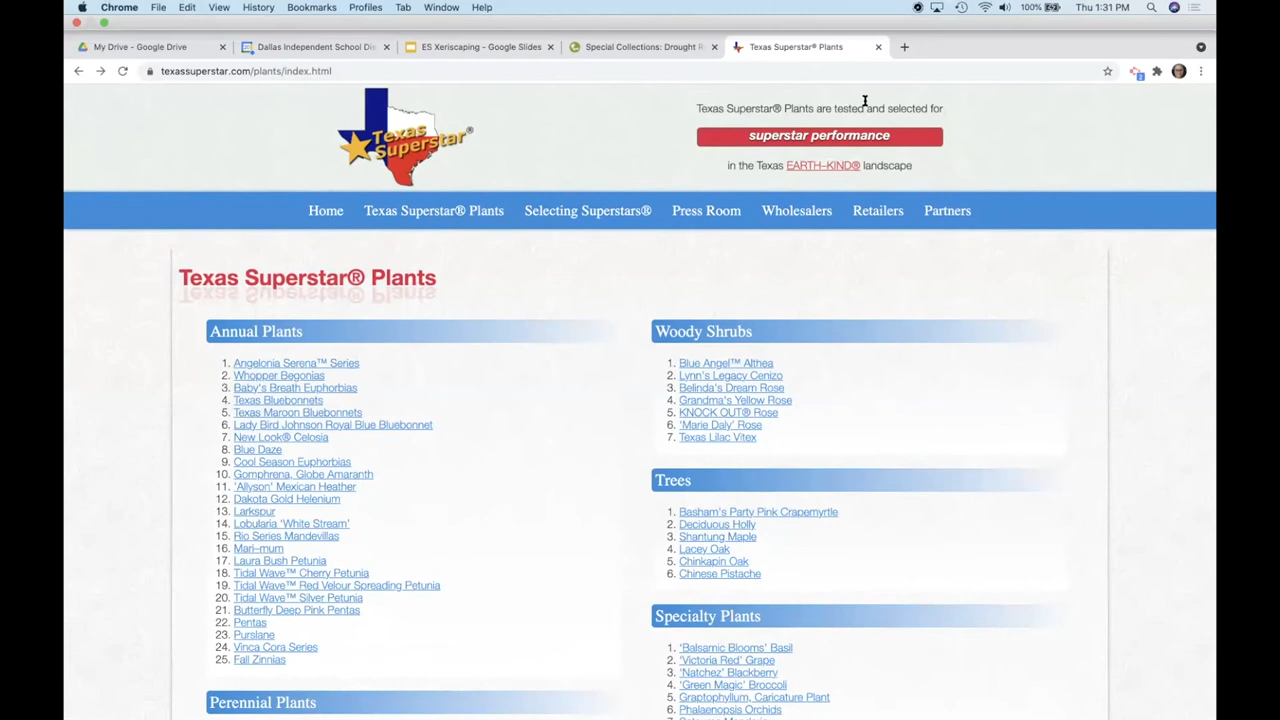 Chrome File Edit View History Bookmarks Profiles Tab Window Help 100% Thu 1:31 PM
My Drive - Google Drive Dallas Independent School Di ES Xeriscaping - Google Slides Special Collections: Drought R Texas Superstar® Plants
texassuperstar.com/plants/index.html
Texas Superstar®
Texas Superstar® Plants are tested and selected for
superstar performance
in the Texas EARTH–KIND® landscape
Home Texas Superstar® Plants Selecting Superstars® Press Room Wholesalers Retailers Partners
Texas Superstar® Plants
Annual Plants
1. Angelonia Serena™ Series
2. Whopper Begonias
3. Baby's Breath Euphorbias
4. Texas Bluebonnets
5. Texas Maroon Bluebonnets
6. Lady Bird Johnson Royal Blue Bluebonnet
7. New Look® Celosia
8. Blue Daze
9. Cool Season Euphorbias
10. Gomphrena, Globe Amaranth
11. 'Allyson' Mexican Heather
12. Dakota Gold Helenium
13. Larkspur
14. Lobularia 'White Stream'
15. Rio Series Mandevillas
16. Mari–mum
17. Laura Bush Petunia
18. Tidal Wave™ Cherry Petunia
19. Tidal Wave™ Red Velour Spreading Petunia
20. Tidal Wave™ Silver Petunia
21. Butterfly Deep Pink Pentas
22. Pentas
23. Purslane
24. Vinca Cora Series
25. Fall Zinnias
Perennial Plants
Woody Shrubs
1. Blue Angel™ Althea
2. Lynn's Legacy Cenizo
3. Belinda's Dream Rose
4. Grandma's Yellow Rose
5. KNOCK OUT® Rose
6. 'Marie Daly' Rose
7. Texas Lilac Vitex
Trees
1. Basham's Party Pink Crapemyrtle
2. Deciduous Holly
3. Shantung Maple
4. Lacey Oak
5. Chinkapin Oak
6. Chinese Pistache
Specialty Plants
1. 'Balsamic Blooms' Basil
2. 'Victoria Red' Grape
3. 'Natchez' Blackberry
4. 'Green Magic' Broccoli
5. Graptophyllum, Caricature Plant
6. Phalaenopsis Orchids